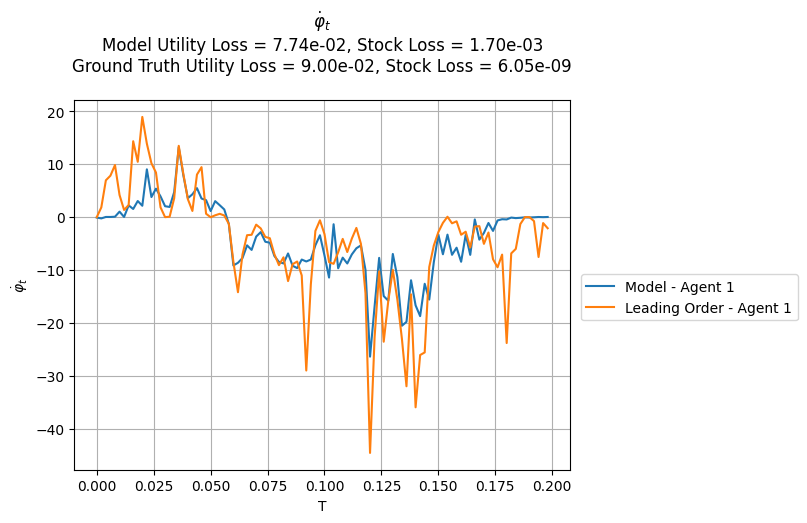 φ̇ₜ
Model Utility Loss = 7.74e-02, Stock Loss = 1.70e-03
Ground Truth Utility Loss = 9.00e-02, Stock Loss = 6.05e-09
20
10
0
−10
−20
−30
−40
φ̇ₜ
0.000 0.025 0.050 0.075 0.100 0.125 0.150 0.175 0.200
T
Model - Agent 1
Leading Order - Agent 1